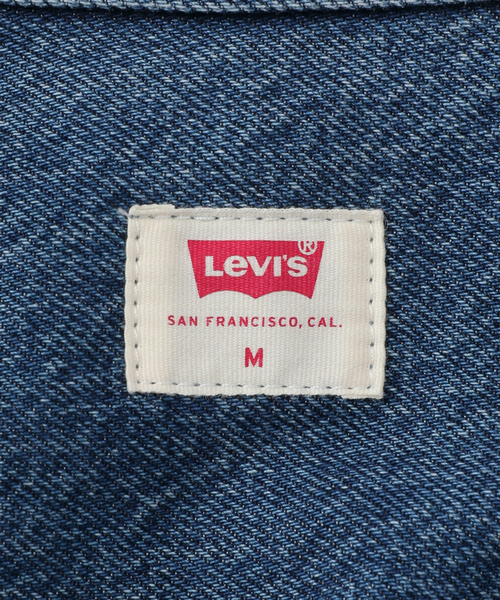 Levi's®
SAN FRANCISCO, CAL.
M